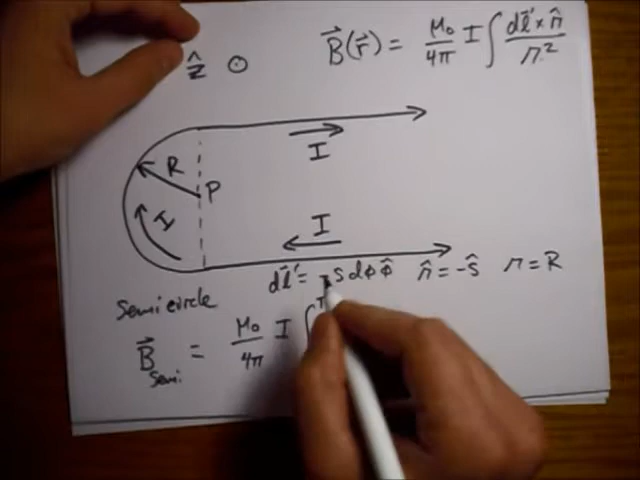 ẑ ⊙
B⃗(r⃗) = μ₀/4π I ∫ dl⃗' × n̂ / n²
I
R
P
I
I
dl⃗' = -s dφ φ̂ n̂ = -ŝ n = R
Semicircle
B⃗semi = μ₀/4π I ∫